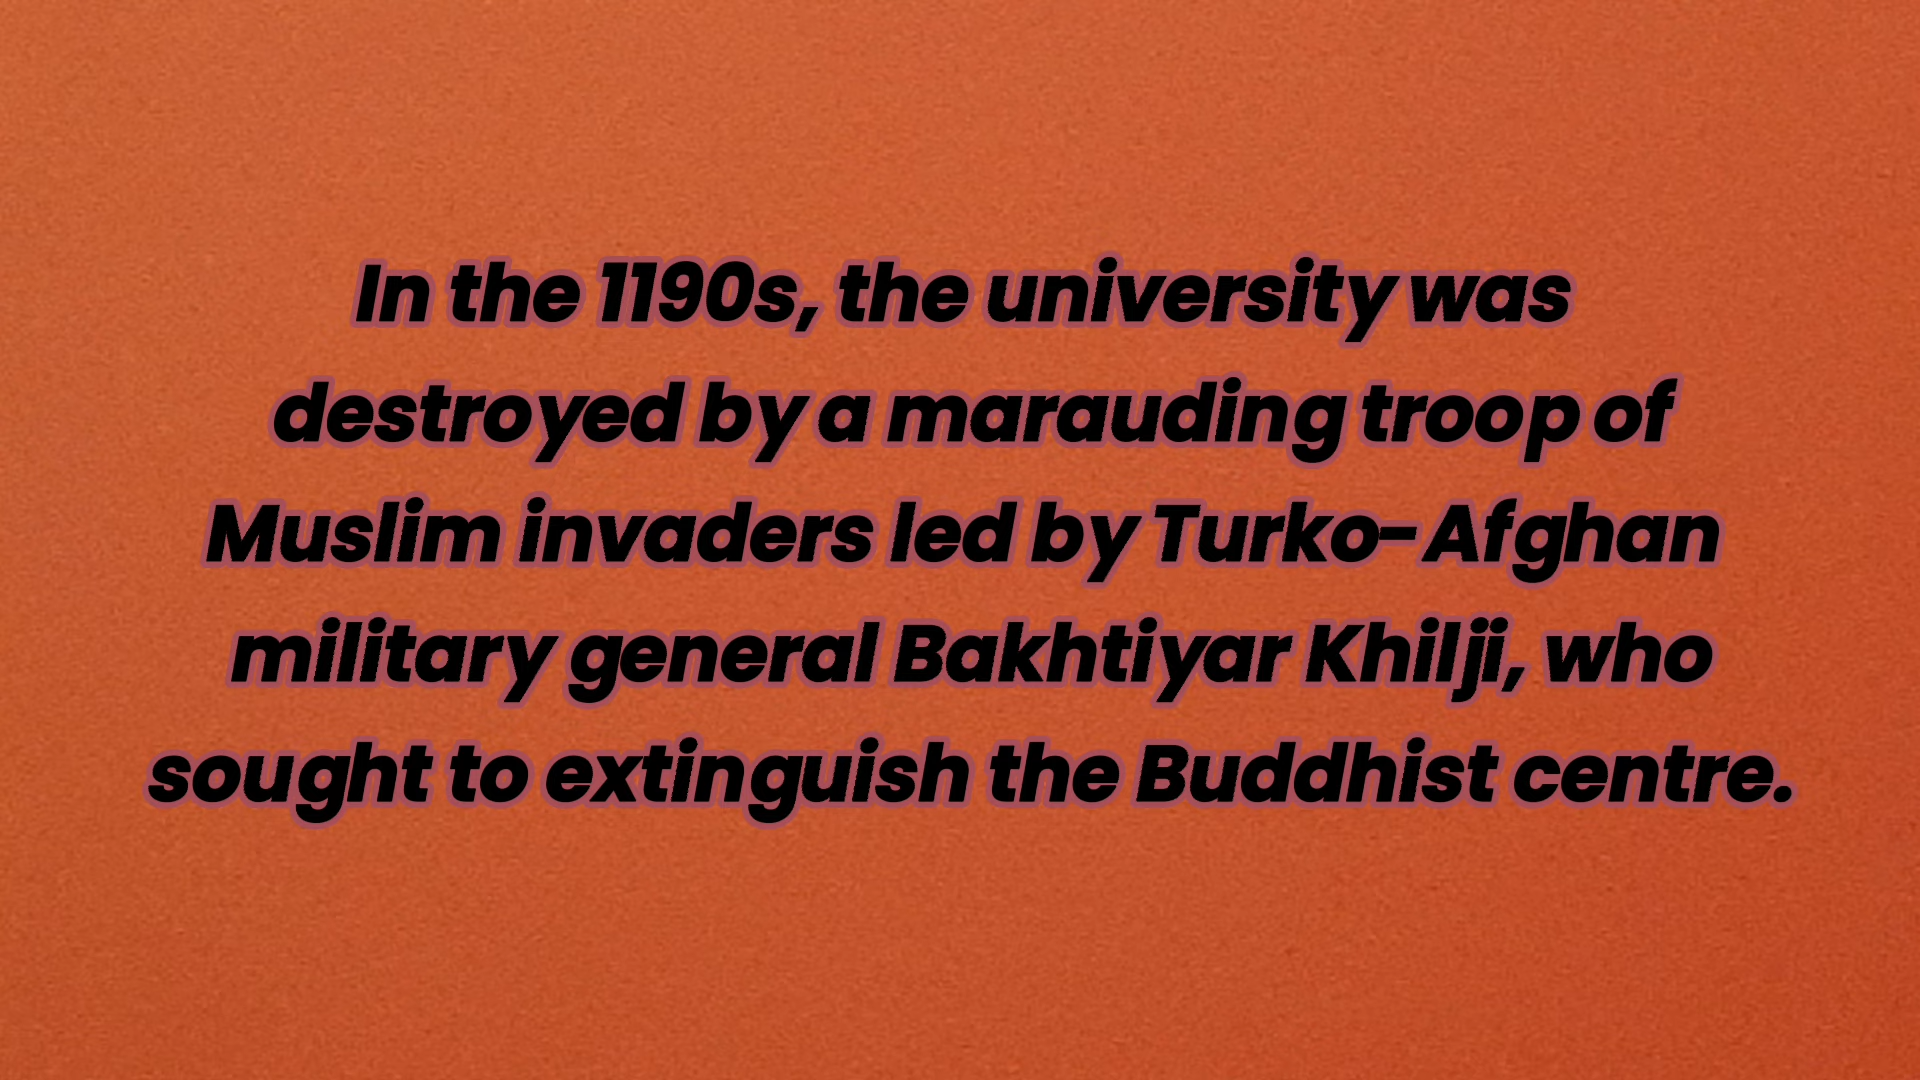 In the 1190s, the university was
destroyed by a marauding troop of
Muslim invaders led by Turko-Afghan
military general Bakhtiyar Khilji, who
sought to extinguish the Buddhist centre.